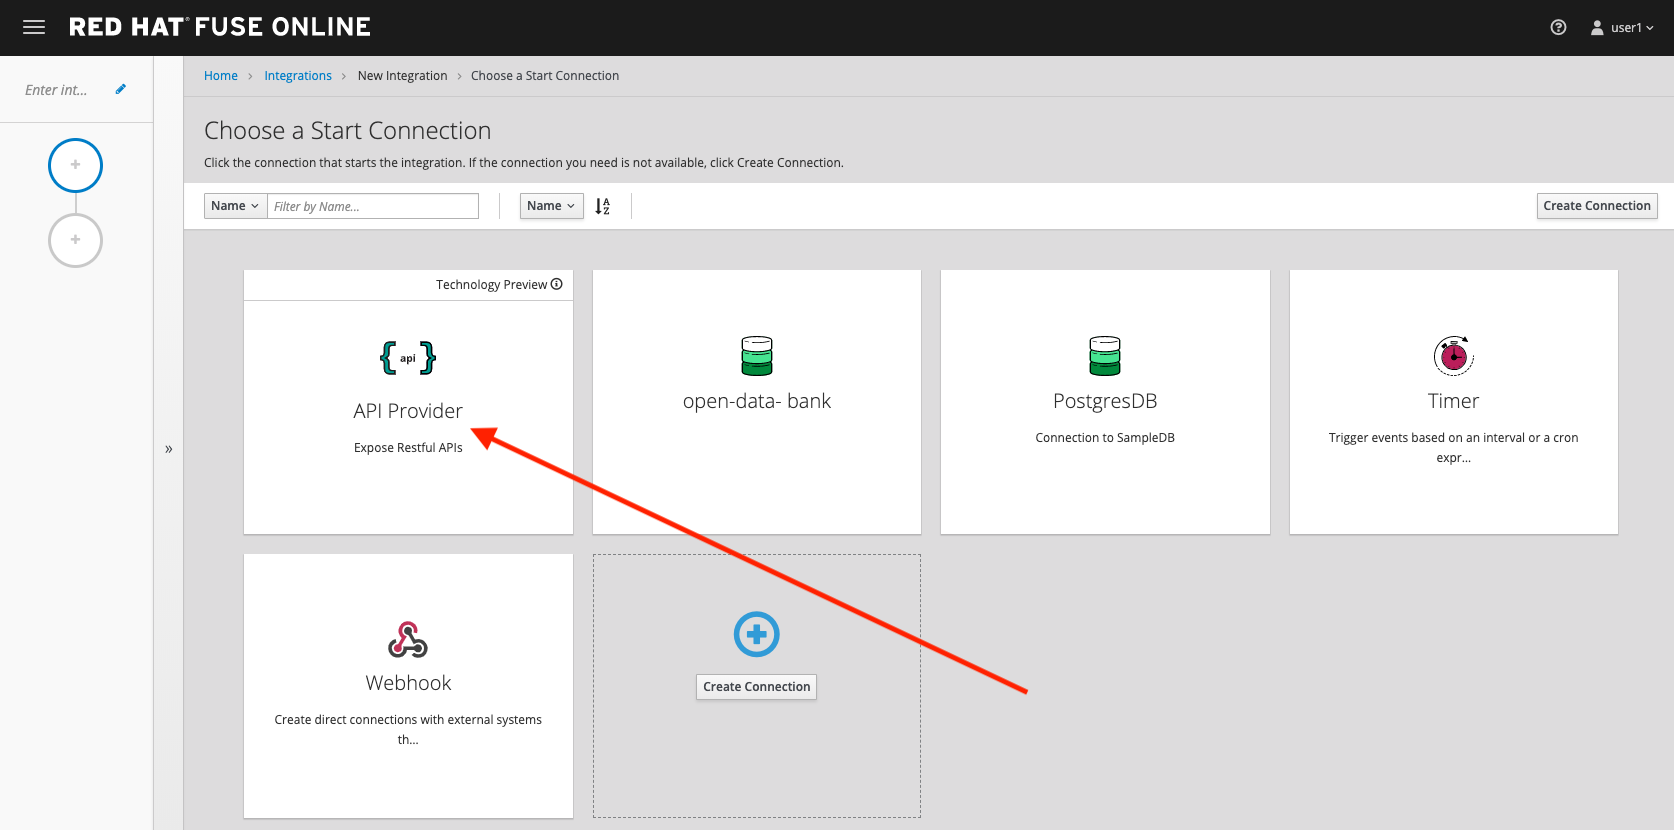 RED HAT® FUSE ONLINE
user1
Enter int...
Home > Integrations > New Integration > Choose a Start Connection
Choose a Start Connection
Click the connection that starts the integration. If the connection you need is not available, click Create Connection.
Name
Filter by Name...
Name
A
Z
Create Connection
»
Technology Preview
{ api }
API Provider
Expose Restful APIs
open-data- bank
PostgresDB
Connection to SampleDB
Timer
Trigger events based on an interval or a cron
expr...
Webhook
Create direct connections with external systems
th...
Create Connection